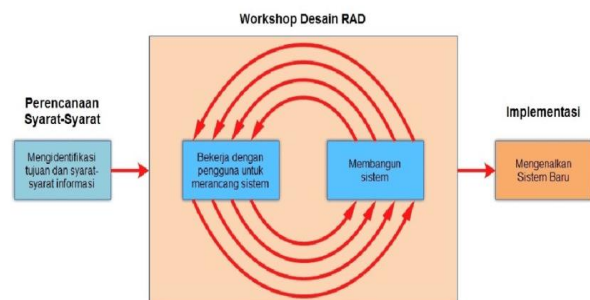 Workshop Desain RAD
Perencanaan
Syarat-Syarat
Mengidentifikasi
tujuan dan syarat-
syarat informasi
Bekerja dengan
pengguna untuk
merancang sistem
Membangun
sistem
Implementasi
Mengenalkan
Sistem Baru